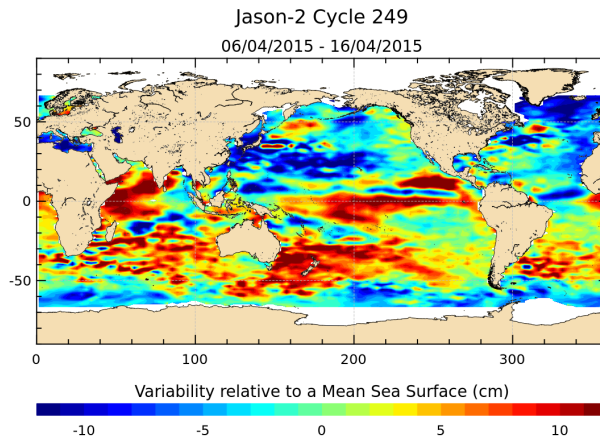 Jason-2 Cycle 249
06/04/2015 - 16/04/2015
50
0
-50
0 100 200 300
Variability relative to a Mean Sea Surface (cm)
-10 -5 0 5 10